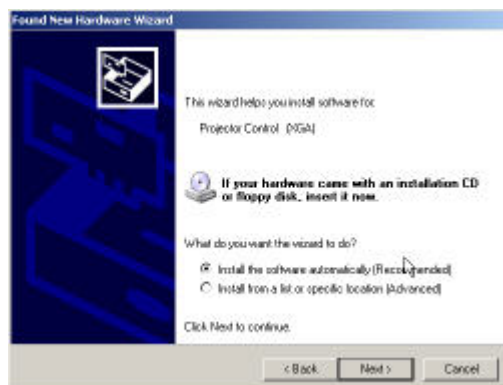 Found New Hardware Wizard
This wizard helps you install software for:
Projector Control (XGA)
If your hardware came with an installation CD
or floppy disk, insert it now.
What do you want the wizard to do?
Install the software automatically (Recommended)
Install from a list or specific location (Advanced)
Click Next to continue.
< Back
Next >
Cancel